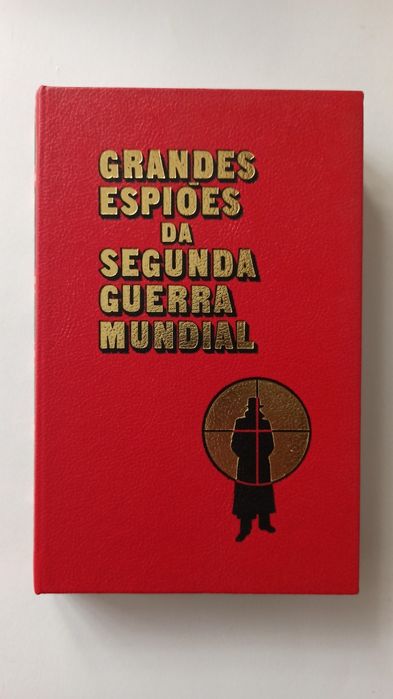 GRANDES
ESPIÕES
DA
SEGUNDA
GUERRA
MUNDIAL